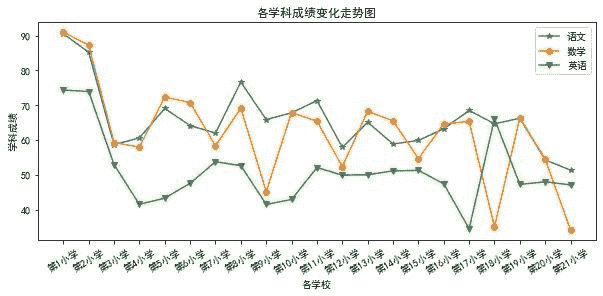 各学科成绩变化走势图
语文
数学
英语
学科成绩
90
80
70
60
50
40
第1小学
第2小学
第3小学
第4小学
第5小学
第6小学
第7小学
第8小学
第9小学
第10小学
第11小学
第12小学
第13小学
第14小学
第15小学
第16小学
第17小学
第18小学
第19小学
第20小学
第21小学
各学校